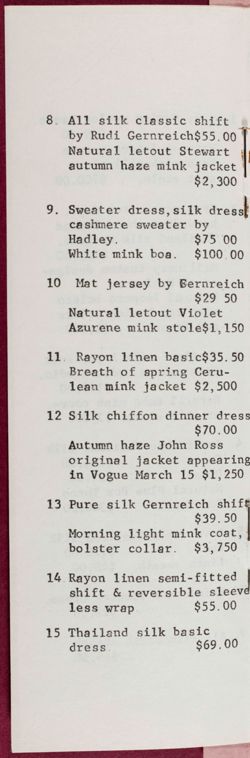 8. All silk classic shift
by Rudi Gernreich$55.00
Natural letout Stewart
autumn haze mink jacket
$2,300
9. Sweater dress,silk dress
cashmere sweater by
Hadley. $75 00
White mink boa. $100.00
10 Mat jersey by Gernreich
$29 50
Natural letout Violet
Azurene mink stole$1,150
11. Rayon linen basic$35.50
Breath of spring Ceru-
lean mink jacket $2,500
12 Silk chiffon dinner dress
$70.00
Autumn haze John Ross
original jacket appearing
in Vogue March 15 $1,250
13 Pure silk Gernreich shift
$39.50
Morning light mink coat,
bolster collar. $3,750
14 Rayon linen semi-fitted
shift & reversible sleeve
less wrap $55.00
15 Thailand silk basic
dress $69.00